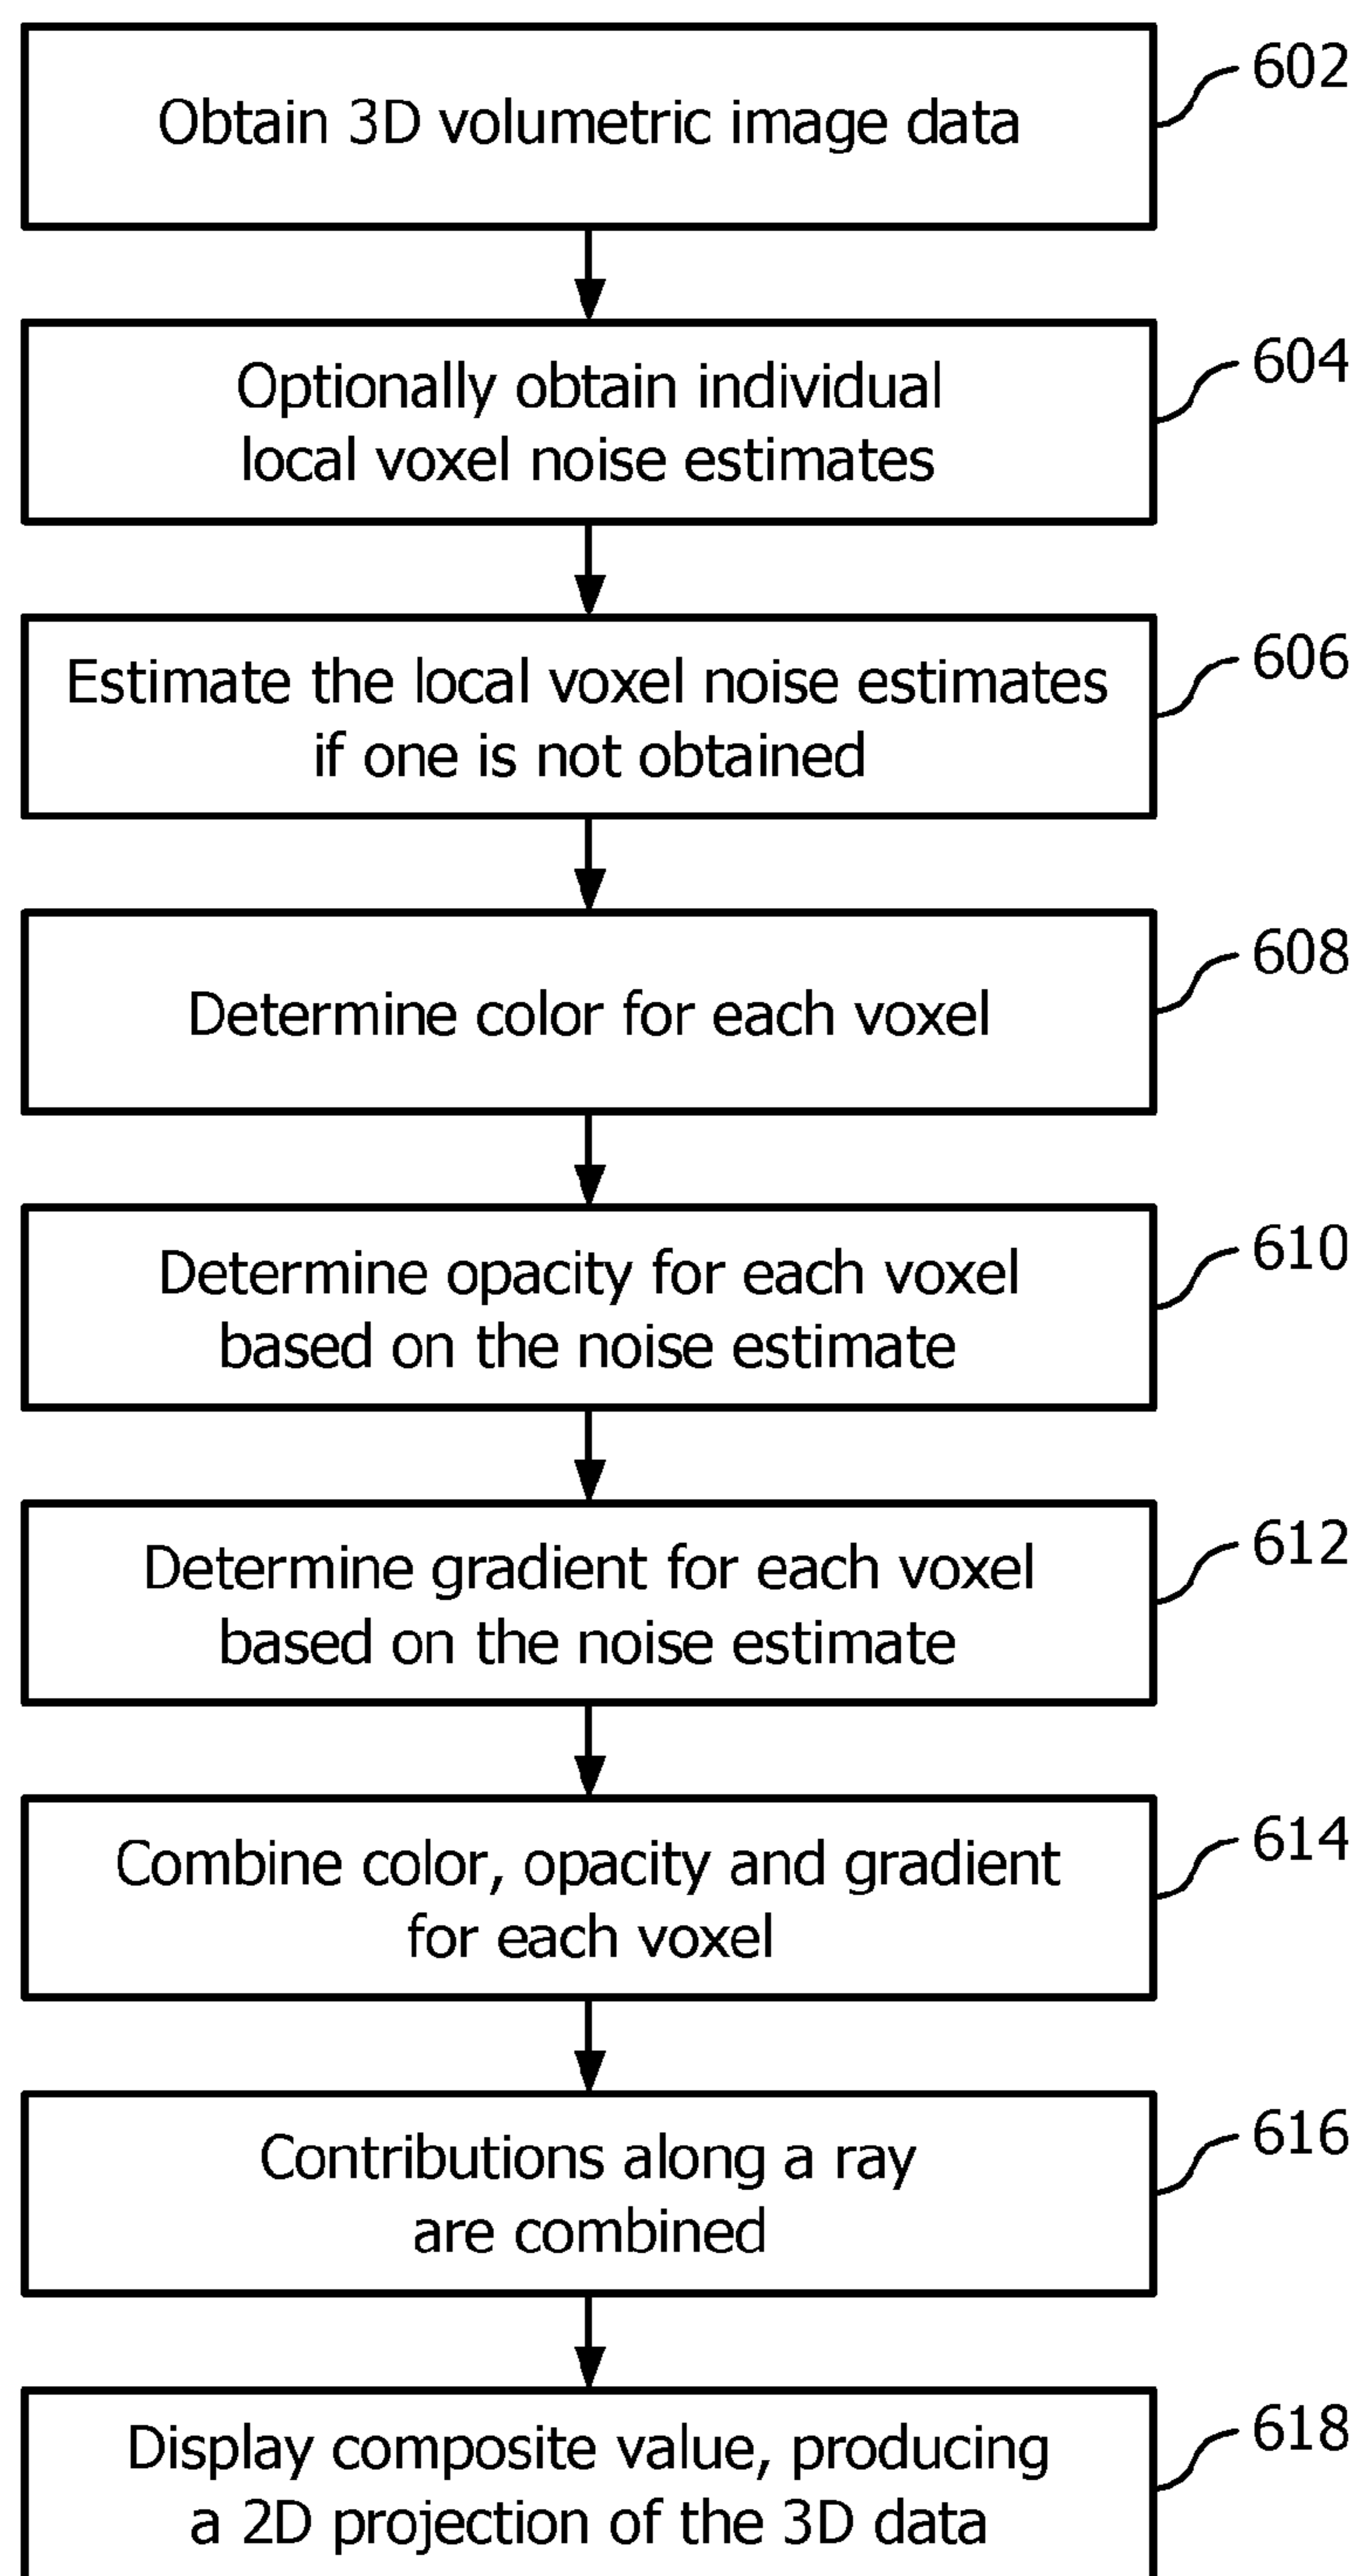 Obtain 3D volumetric image data
602
Optionally obtain individual
local voxel noise estimates
604
Estimate the local voxel noise estimates
if one is not obtained
606
Determine color for each voxel
608
Determine opacity for each voxel
based on the noise estimate
610
Determine gradient for each voxel
based on the noise estimate
612
Combine color, opacity and gradient
for each voxel
614
Contributions along a ray
are combined
616
Display composite value, producing
a 2D projection of the 3D data
618